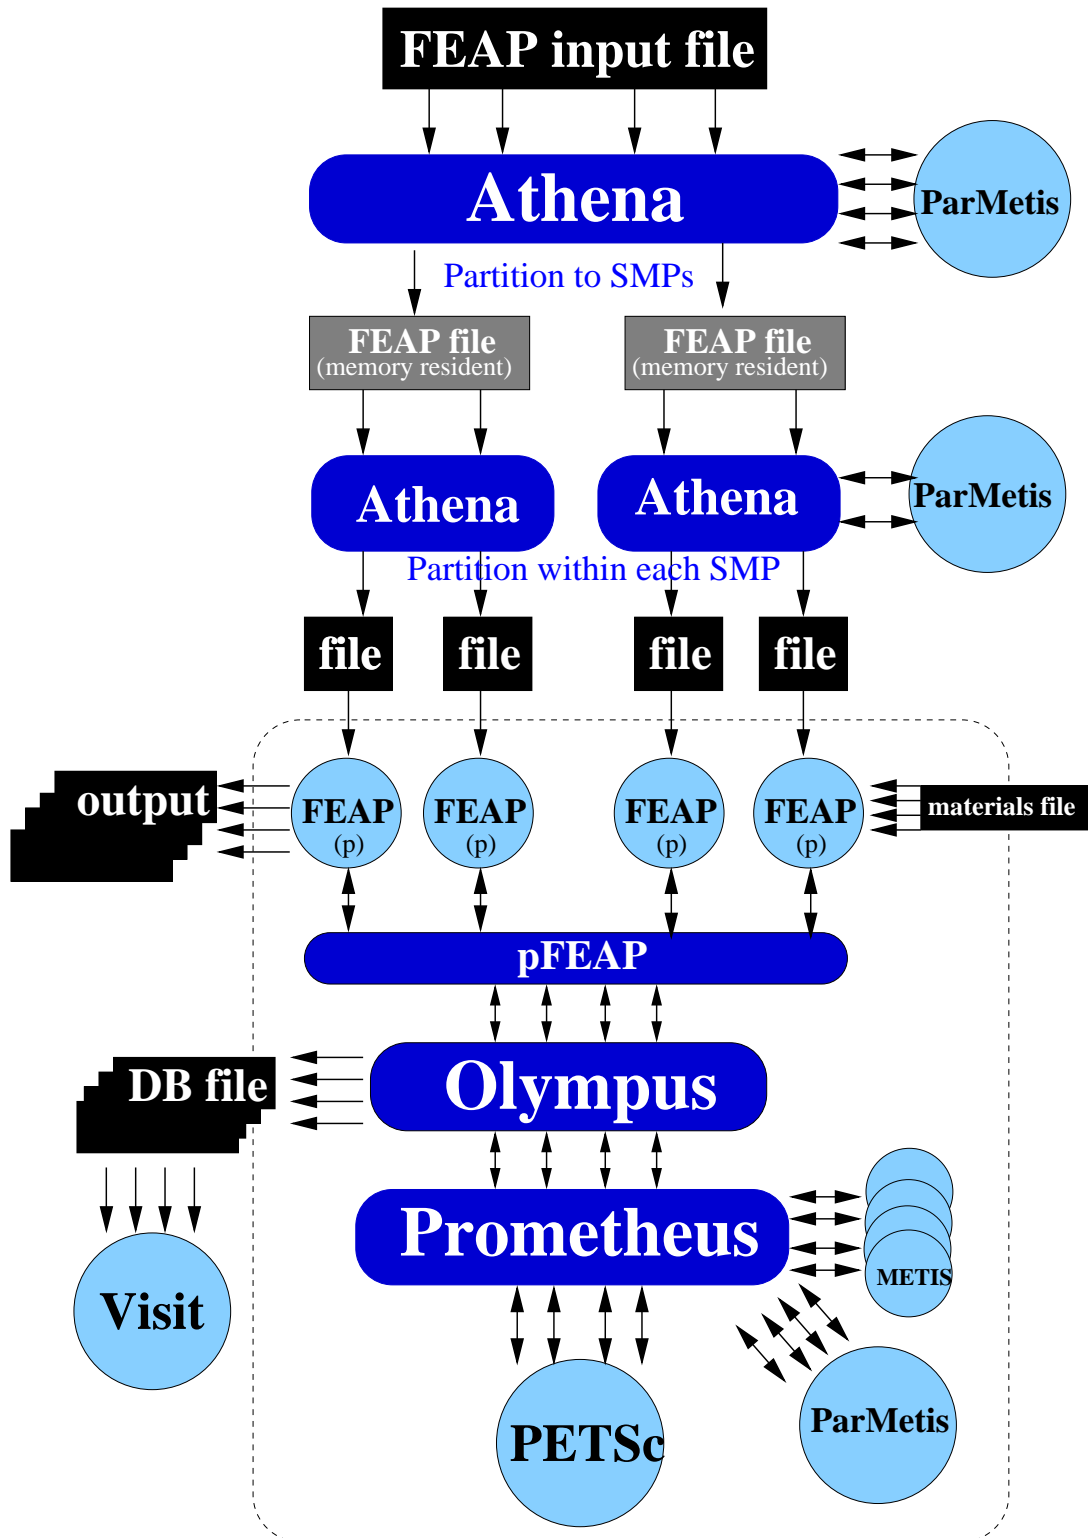 FEAP input file
Athena
ParMetis
Partition to SMPs
FEAP file
(memory resident)
FEAP file
(memory resident)
Athena
Athena
ParMetis
Partition within each SMP
file
file
file
file
output
FEAP
(p)
FEAP
(p)
FEAP
(p)
FEAP
(p)
materials file
pFEAP
DB file
Olympus
Prometheus
METIS
Visit
PETSc
ParMetis